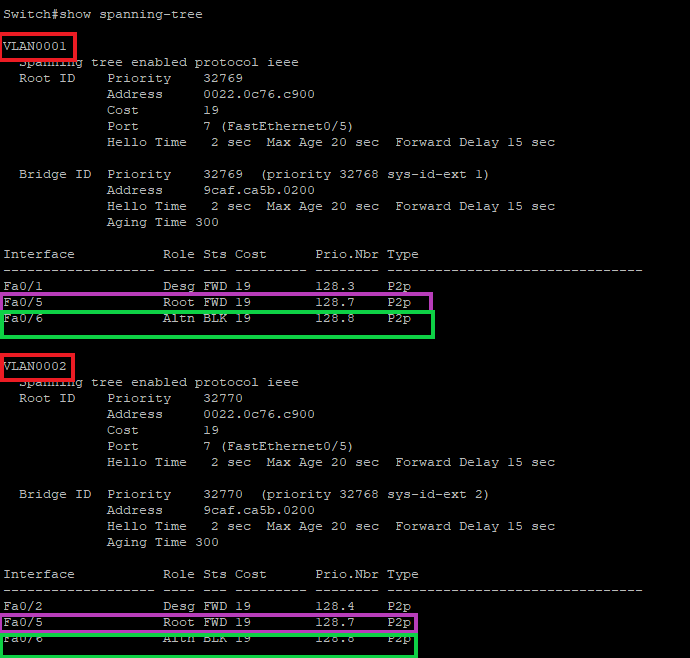 Switch#show spanning-tree
VLAN0001
  Spanning tree enabled protocol ieee
  Root ID    Priority    32769
             Address     0022.0c76.c900
             Cost        19
             Port        7 (FastEthernet0/5)
             Hello Time   2 sec  Max Age 20 sec  Forward Delay 15 sec
  Bridge ID  Priority    32769  (priority 32768 sys-id-ext 1)
             Address     9caf.ca5b.0200
             Hello Time   2 sec  Max Age 20 sec  Forward Delay 15 sec
             Aging Time 300
Interface           Role Sts Cost      Prio.Nbr Type
------------------- ---- --- --------- -------- --------------------------------
Fa0/1               Desg FWD 19        128.3    P2p
Fa0/5               Root FWD 19        128.7    P2p
Fa0/6               Altn BLK 19        128.8    P2p
VLAN0002
  Spanning tree enabled protocol ieee
  Root ID    Priority    32770
             Address     0022.0c76.c900
             Cost        19
             Port        7 (FastEthernet0/5)
             Hello Time   2 sec  Max Age 20 sec  Forward Delay 15 sec
  Bridge ID  Priority    32770  (priority 32768 sys-id-ext 2)
             Address     9caf.ca5b.0200
             Hello Time   2 sec  Max Age 20 sec  Forward Delay 15 sec
             Aging Time 300
Interface           Role Sts Cost      Prio.Nbr Type
------------------- ---- --- --------- -------- --------------------------------
Fa0/2               Desg FWD 19        128.4    P2p
Fa0/5               Root FWD 19        128.7    P2p
Fa0/6               Altn BLK 19        128.8    P2p